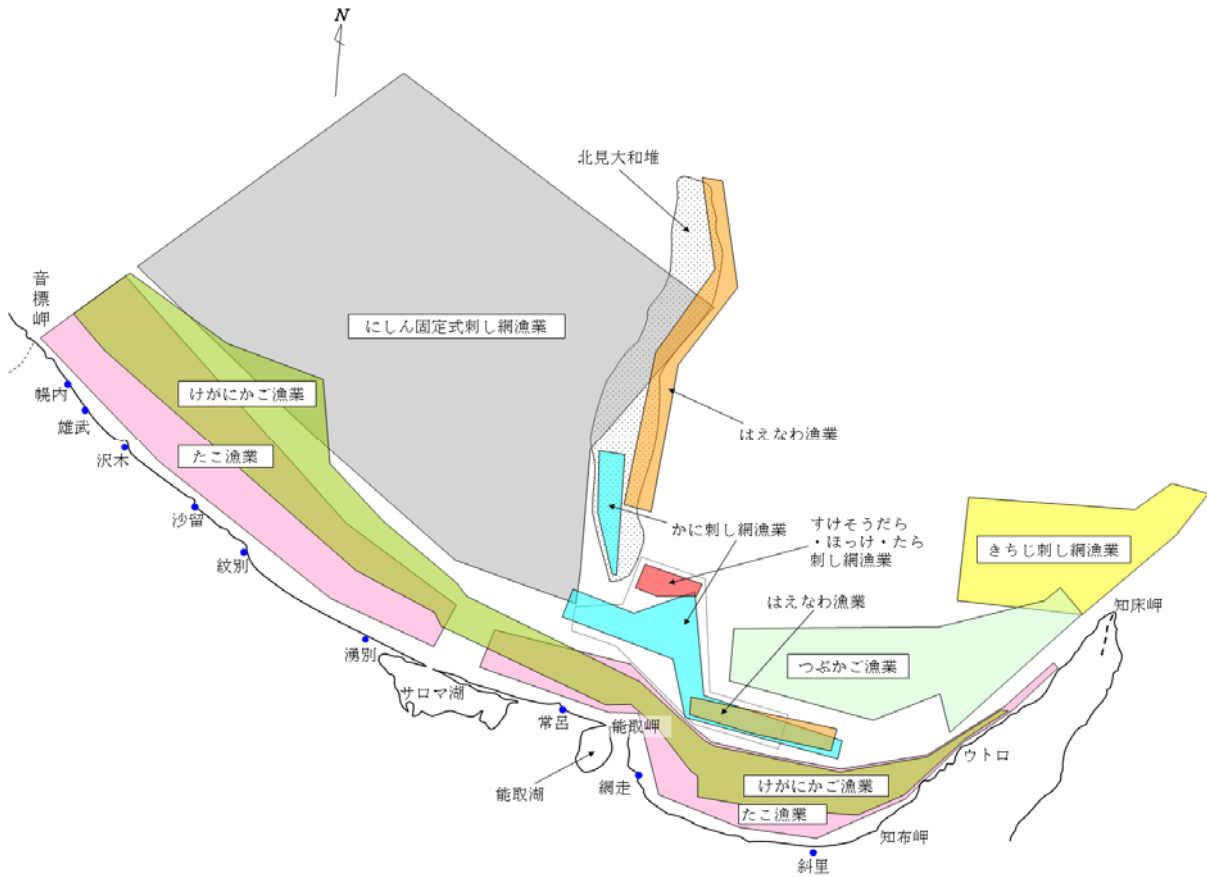 N
北見大和堆
音標岬
にしん固定式刺し網漁業
幌内
けがにかご漁業
雄武
はえなわ漁業
沢木
たこ漁業
沙留
かに刺し網漁業
すけそうだら
・ほっけ・たら
刺し網漁業
きちじ刺し網漁業
紋別
はえなわ漁業
知床岬
湧別
つぶかご漁業
サロマ湖
常呂
能取岬
ウトロ
能取湖
網走
けがにかご漁業
たこ漁業
知布岬
斜里